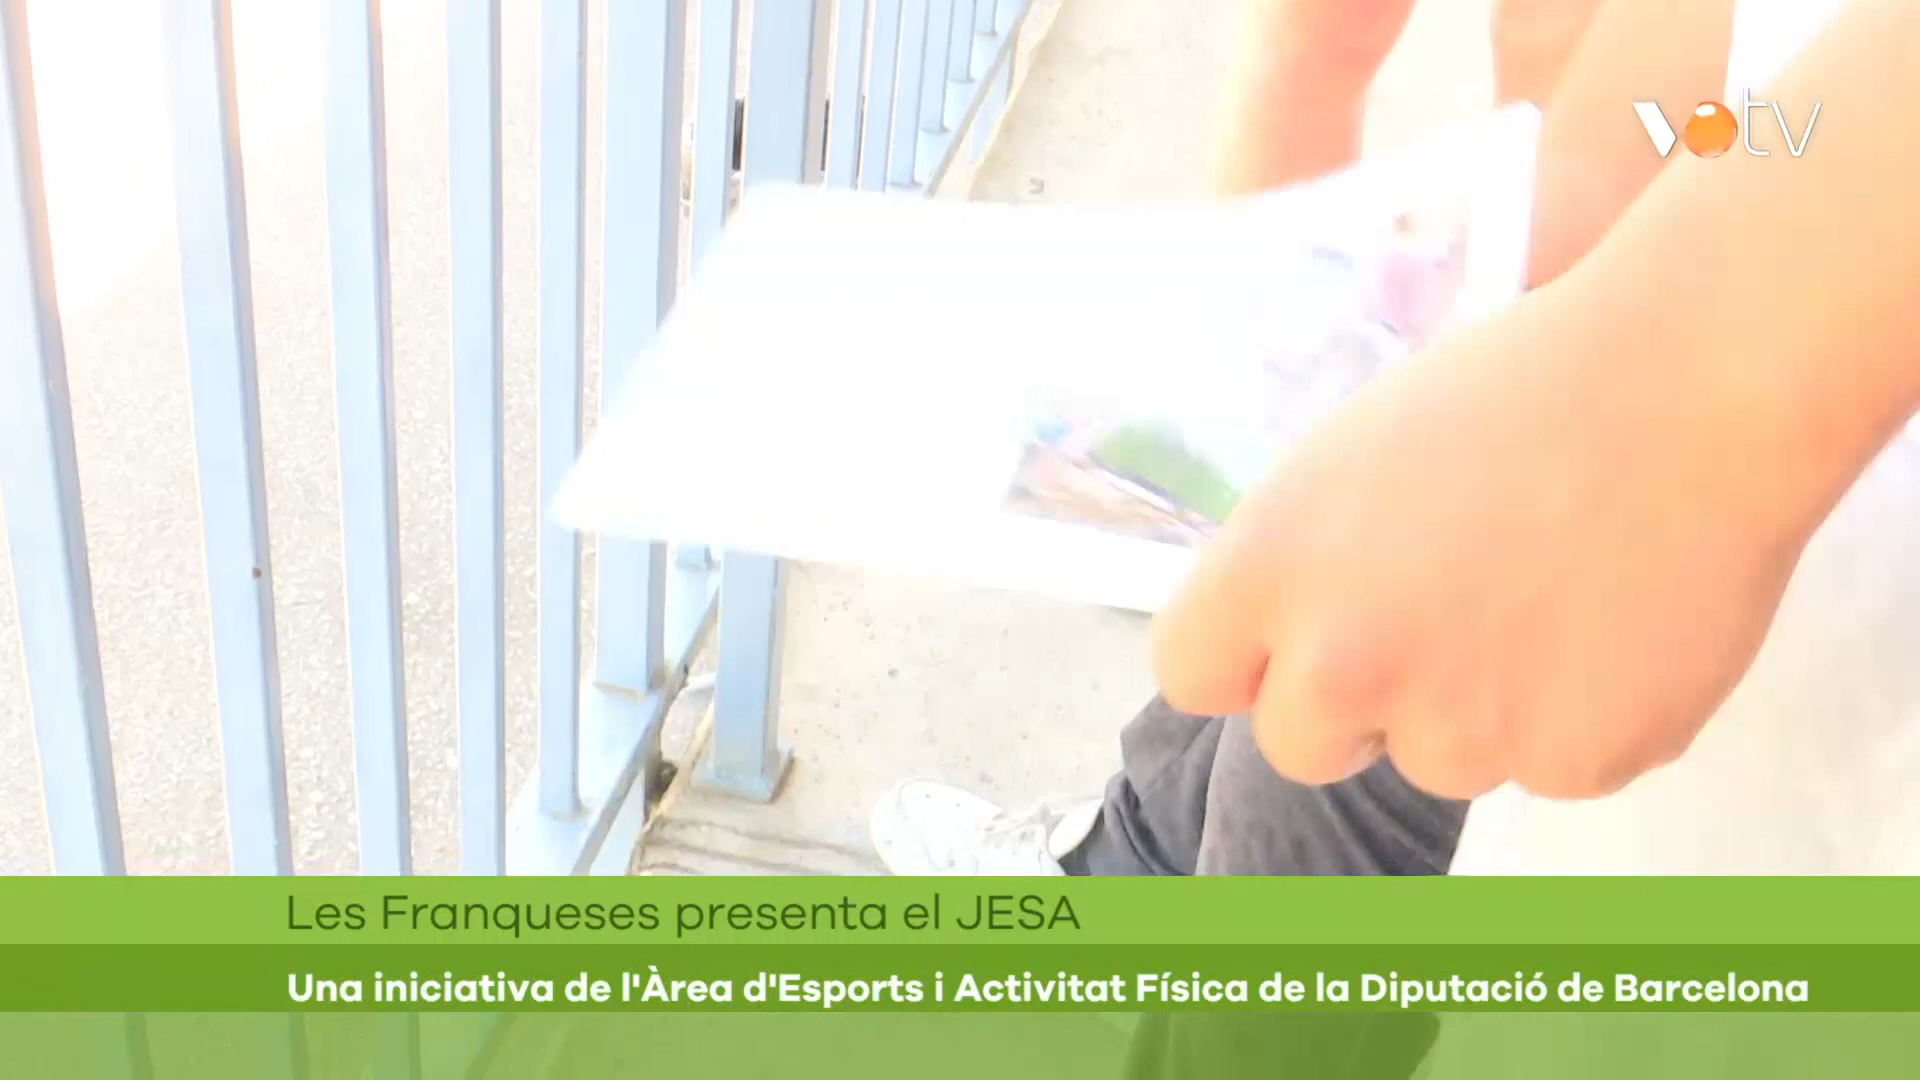 votv
Les Franqueses presenta el JESA
Una iniciativa de l'Àrea d'Esports i Activitat Física de la Diputació de Barcelona